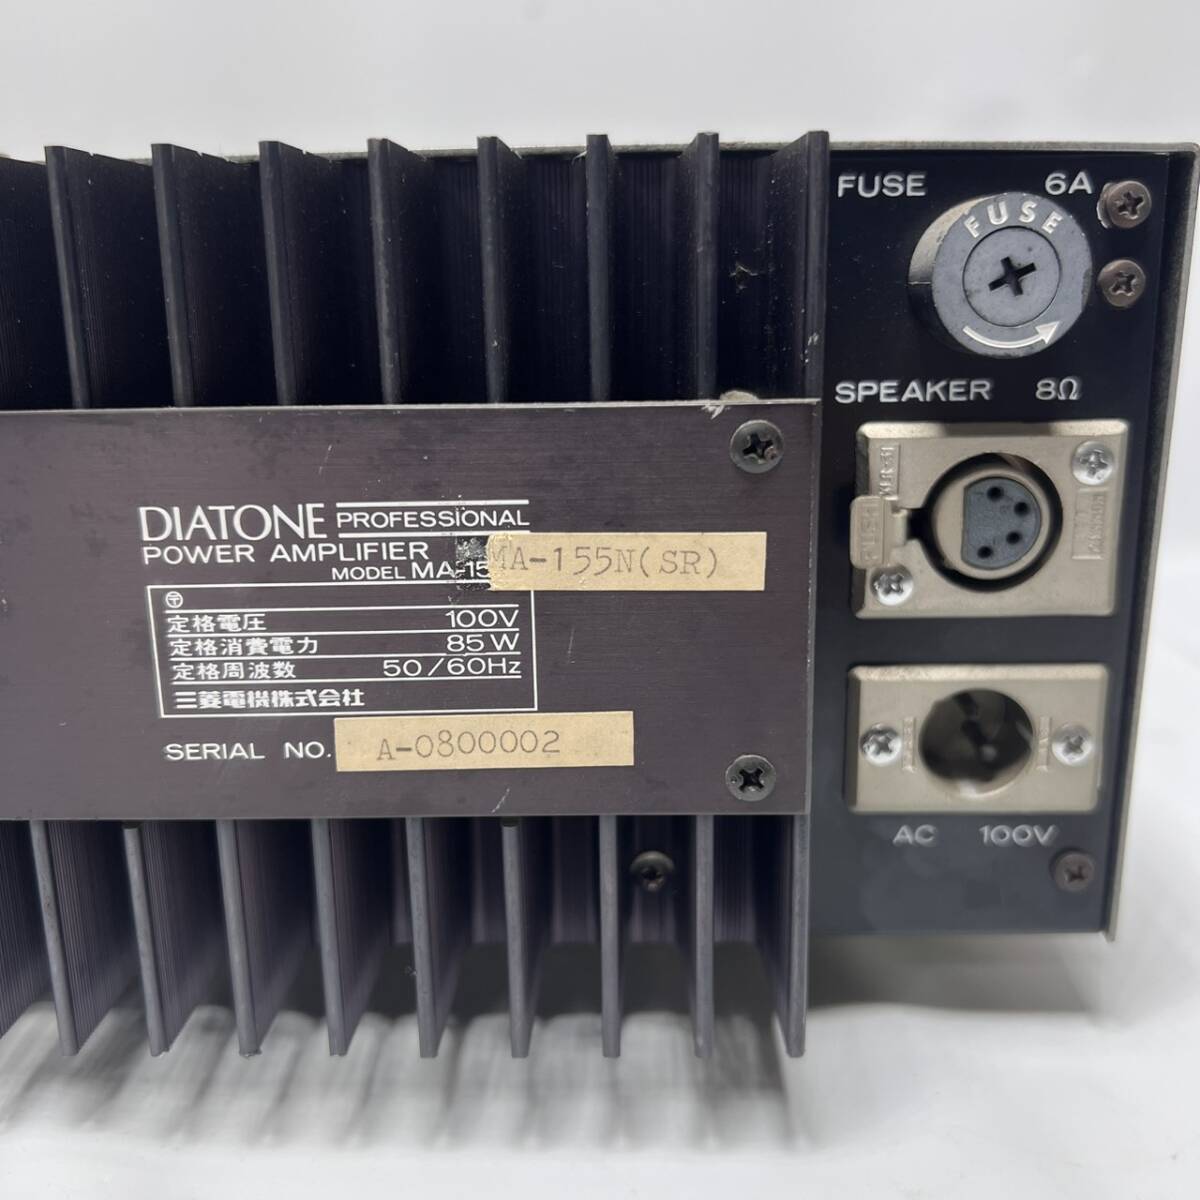 DIATONE PROFESSIONAL
POWER AMPLIFIER
MODEL MA-15
MA-155N(SR)
〶
定格電圧 100V
定格消費電力 85W
定格周波数 50/60Hz
三菱電機株式会社
SERIAL NO. A-0800002
FUSE 6A
FUSE
SPEAKER 8Ω
PUSH
AC 100V